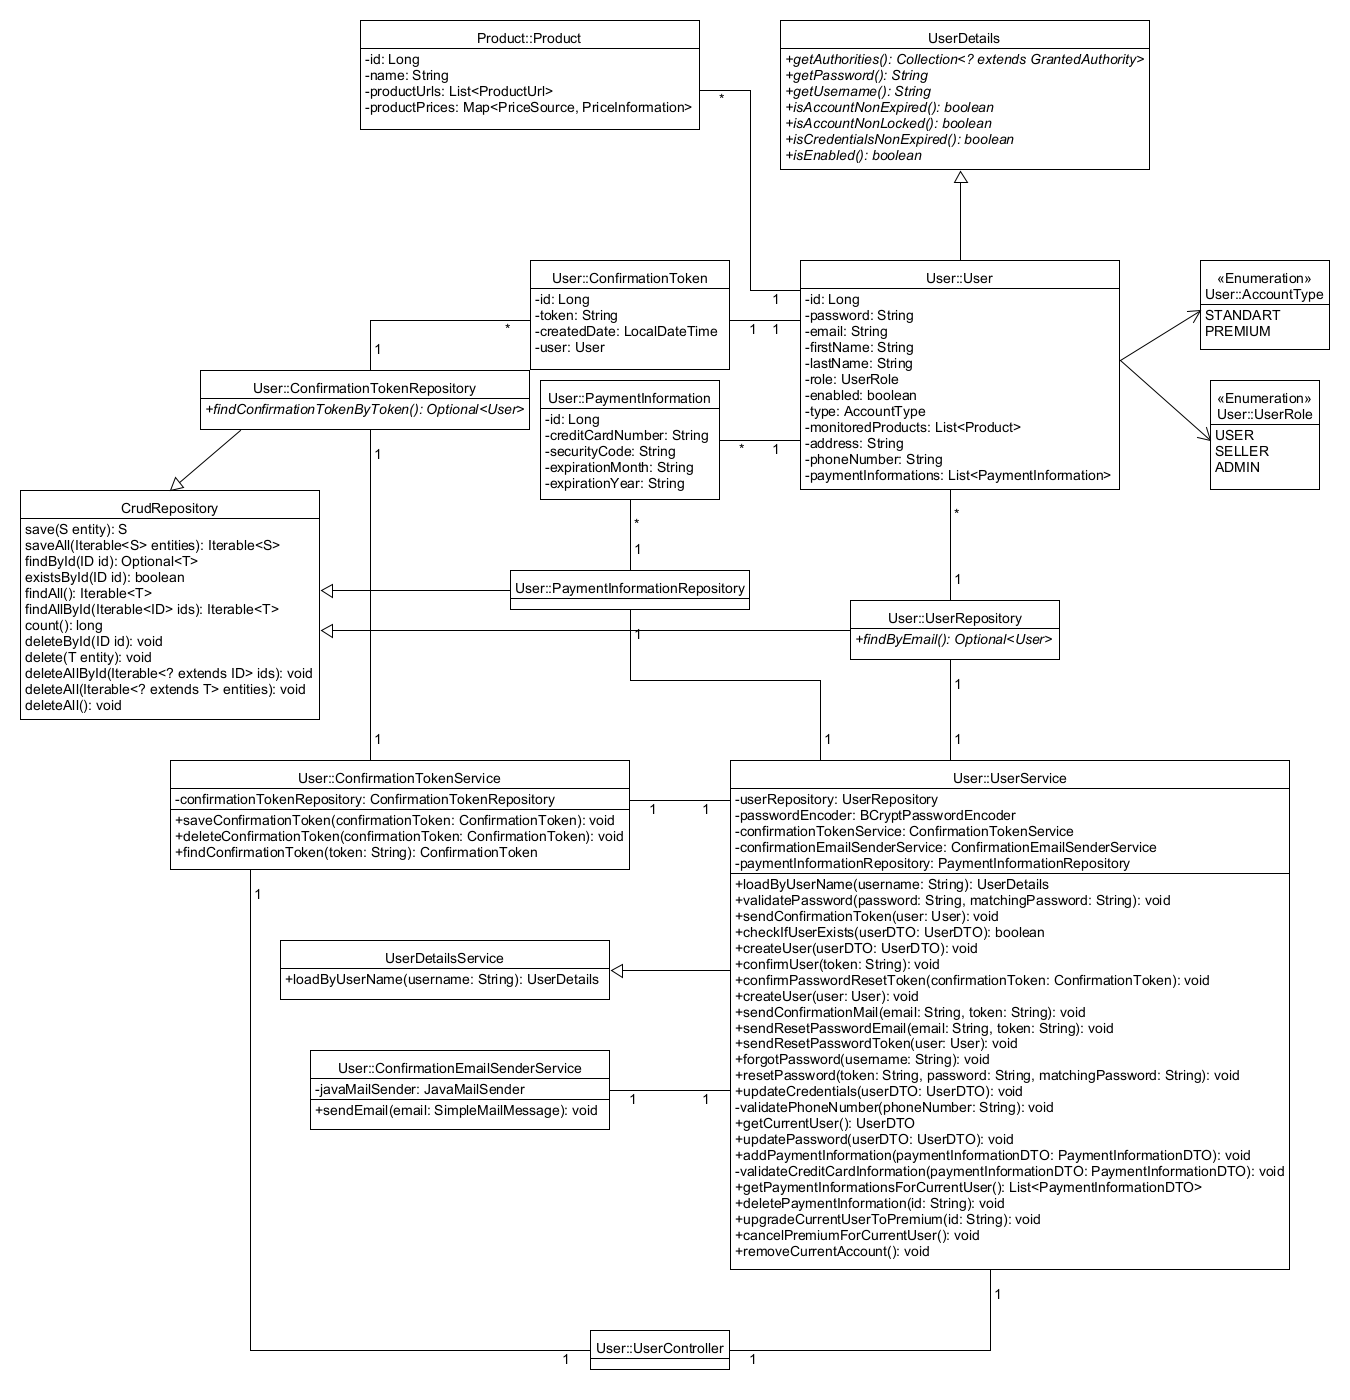 Product::Product
-id: Long
-name: String
-productUrls: List<ProductUrl>
-productPrices: Map<PriceSource, PriceInformation>
*
UserDetails
+getAuthorities(): Collection<? extends GrantedAuthority>
+getPassword(): String
+getUsername(): String
+isAccountNonExpired(): boolean
+isAccountNonLocked(): boolean
+isCredentialsNonExpired(): boolean
+isEnabled(): boolean
User::ConfirmationToken
-id: Long
-token: String
-createdDate: LocalDateTime
-user: User
*
1
1
1
1
User::User
-id: Long
-password: String
-email: String
-firstName: String
-lastName: String
-role: UserRole
-enabled: boolean
-type: AccountType
-monitoredProducts: List<Product>
-address: String
-phoneNumber: String
-paymentInformations: List<PaymentInformation>
«Enumeration»
User::AccountType
STANDART
PREMIUM
«Enumeration»
User::UserRole
USER
SELLER
ADMIN
User::ConfirmationTokenRepository
+findConfirmationTokenByToken(): Optional<User>
1
User::PaymentInformation
-id: Long
-creditCardNumber: String
-securityCode: String
-expirationMonth: String
-expirationYear: String
*
1
*
1
*
1
CrudRepository
save(S entity): S
saveAll(Iterable<S> entities): Iterable<S>
findById(ID id): Optional<T>
existsById(ID id): boolean
findAll(): Iterable<T>
findAllById(Iterable<ID> ids): Iterable<T>
count(): long
deleteById(ID id): void
delete(T entity): void
deleteAllById(Iterable<? extends ID> ids): void
deleteAll(Iterable<? extends T> entities): void
deleteAll(): void
User::PaymentInformationRepository
1
User::UserRepository
+findByEmail(): Optional<User>
1
1
1
1
User::ConfirmationTokenService
-confirmationTokenRepository: ConfirmationTokenRepository
+saveConfirmationToken(confirmationToken: ConfirmationToken): void
+deleteConfirmationToken(confirmationToken: ConfirmationToken): void
+findConfirmationToken(token: String): ConfirmationToken
1
1
1
User::UserService
-userRepository: UserRepository
-passwordEncoder: BCryptPasswordEncoder
-confirmationTokenService: ConfirmationTokenService
-confirmationEmailSenderService: ConfirmationEmailSenderService
-paymentInformationRepository: PaymentInformationRepository
+loadByUserName(username: String): UserDetails
+validatePassword(password: String, matchingPassword: String): void
+sendConfirmationToken(user: User): void
+checkIfUserExists(userDTO: UserDTO): boolean
+createUser(userDTO: UserDTO): void
+confirmUser(token: String): void
+confirmPasswordResetToken(confirmationToken: ConfirmationToken): void
+createUser(user: User): void
+sendConfirmationMail(email: String, token: String): void
+sendResetPasswordEmail(email: String, token: String): void
+sendResetPasswordToken(user: User): void
+forgotPassword(username: String): void
+resetPassword(token: String, password: String, matchingPassword: String): void
+updateCredentials(userDTO: UserDTO): void
-validatePhoneNumber(phoneNumber: String): void
+getCurrentUser(): UserDTO
+updatePassword(userDTO: UserDTO): void
+addPaymentInformation(paymentInformationDTO: PaymentInformationDTO): void
-validateCreditCardInformation(paymentInformationDTO: PaymentInformationDTO): void
+getPaymentInformationsForCurrentUser(): List<PaymentInformationDTO>
+deletePaymentInformation(id: String): void
+upgradeCurrentUserToPremium(id: String): void
+cancelPremiumForCurrentUser(): void
+removeCurrentAccount(): void
UserDetailsService
+loadByUserName(username: String): UserDetails
User::ConfirmationEmailSenderService
-javaMailSender: JavaMailSender
+sendEmail(email: SimpleMailMessage): void
1
1
1
User::UserController
1
1